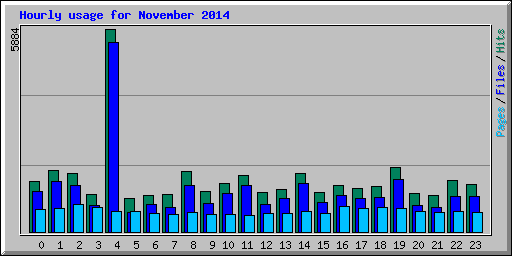 Hourly usage for November 2014
5884
Pages / Files / Hits
0 1 2 3 4 5 6 7 8 9 10 11 12 13 14 15 16 17 18 19 20 21 22 23